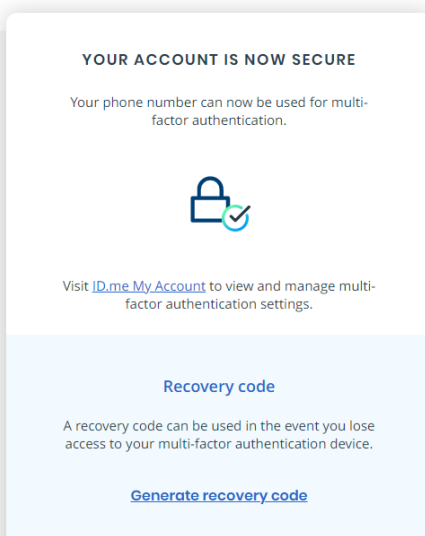 YOUR ACCOUNT IS NOW SECURE
Your phone number can now be used for multi-
factor authentication.
Visit ID.me My Account to view and manage multi-
factor authentication settings.
Recovery code
A recovery code can be used in the event you lose
access to your multi-factor authentication device.
Generate recovery code